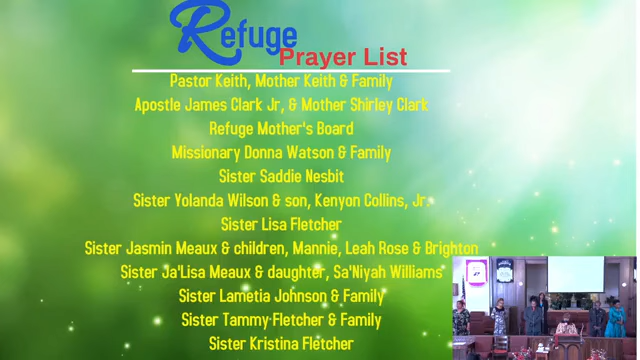 Refuge
Prayer List
Pastor Keith, Mother Keith & Family
Apostle James Clark Jr, & Mother Shirley Clark
Refuge Mother's Board
Missionary Donna Watson & Family
Sister Saddie Nesbit
Sister Yolanda Wilson & son, Kenyon Collins, Jr.
Sister Lisa Fletcher
Sister Jasmin Meaux & children, Mannie, Leah Rose & Brighton
Sister Ja'Lisa Meaux & daughter, Sa'Niyah Williams
Sister Lametia Johnson & Family
Sister Tammy Fletcher & Family
Sister Kristina Fletcher